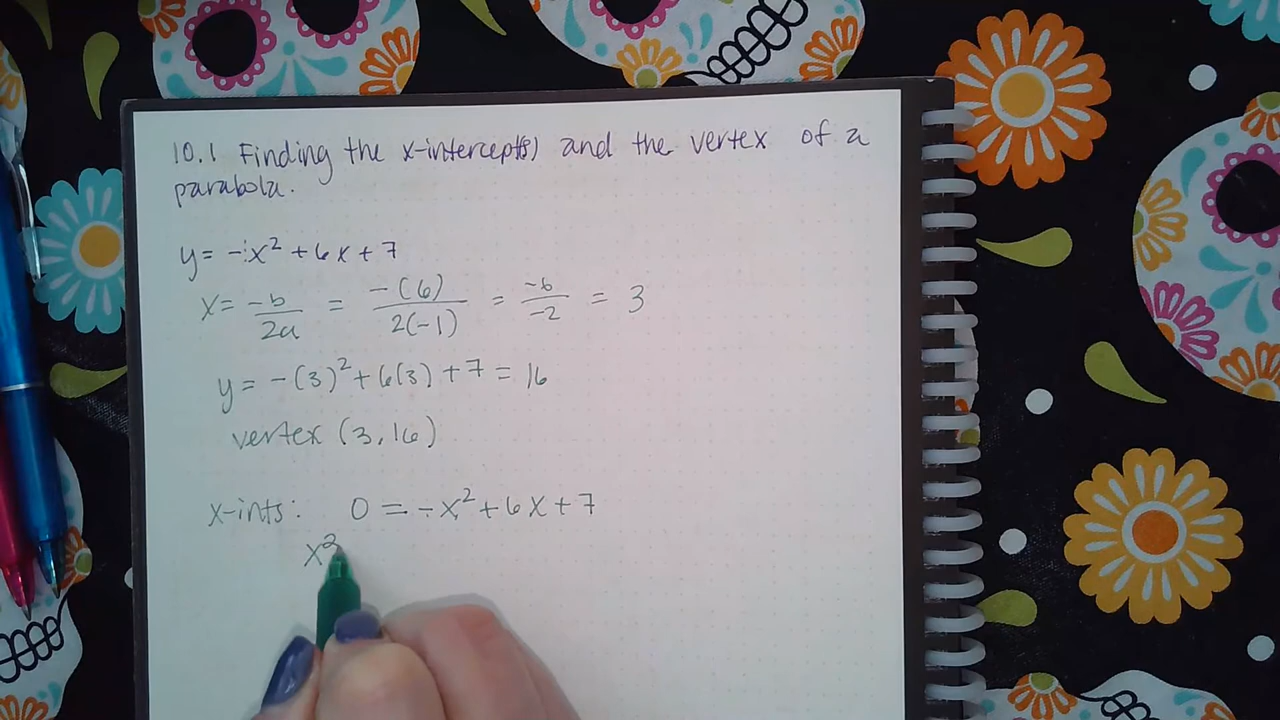 10.1 Finding the x-intercept(s) and the vertex of a
parabola.
y = -x² + 6x + 7
x = -b/2a = -(6)/2(-1) = -6/-2 = 3
y = -(3)² + 6(3) + 7 = 16
vertex (3, 16)
x-ints: 0 = -x² + 6x + 7
x²